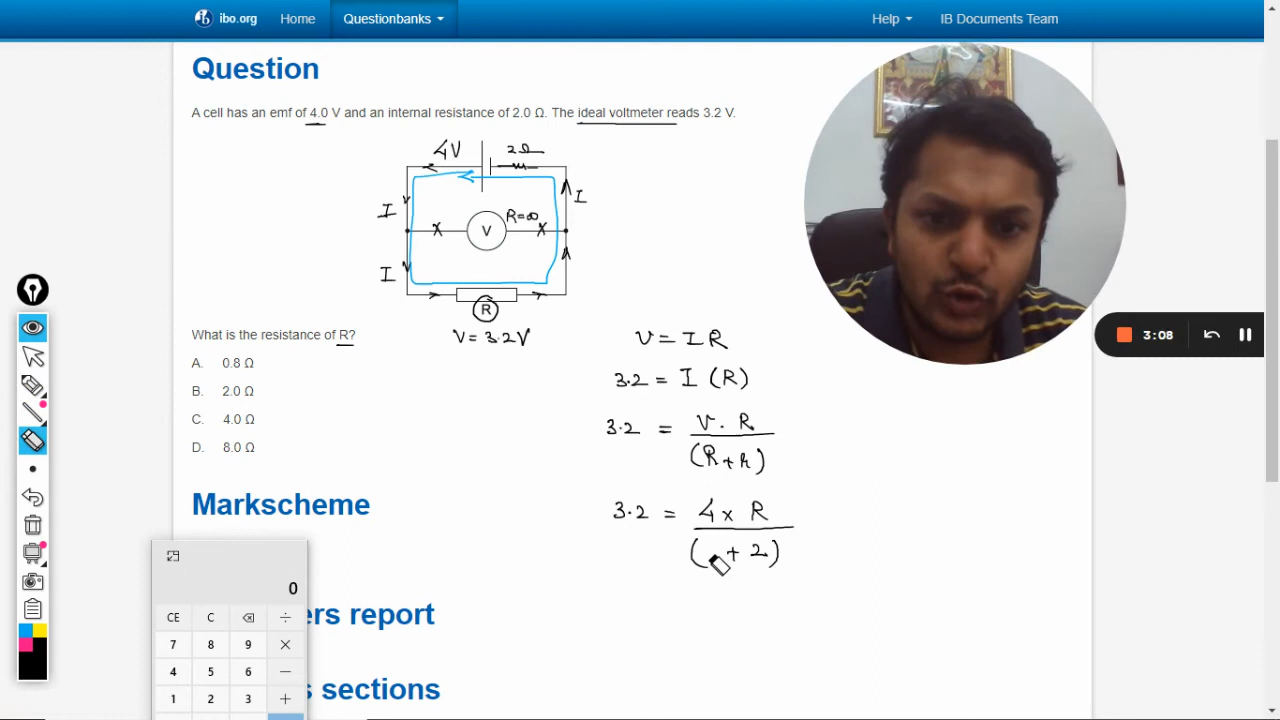 ibo.org Home Questionbanks Help IB Documents Team
Question
A cell has an emf of 4.0 V and an internal resistance of 2.0 Ω. The ideal voltmeter reads 3.2 V.
4V 2Ω
I I
R=∞
V
I
R
V = 3.2V
What is the resistance of R?
A. 0.8 Ω
B. 2.0 Ω
C. 4.0 Ω
D. 8.0 Ω
V = I R
3.2 = I (R)
3.2 = V . R
(R + r)
3.2 = 4 x R
( + 2)
3:08
Markscheme
ers report
s sections
0
CE C ÷
7 8 9 ×
4 5 6 −
1 2 3 +